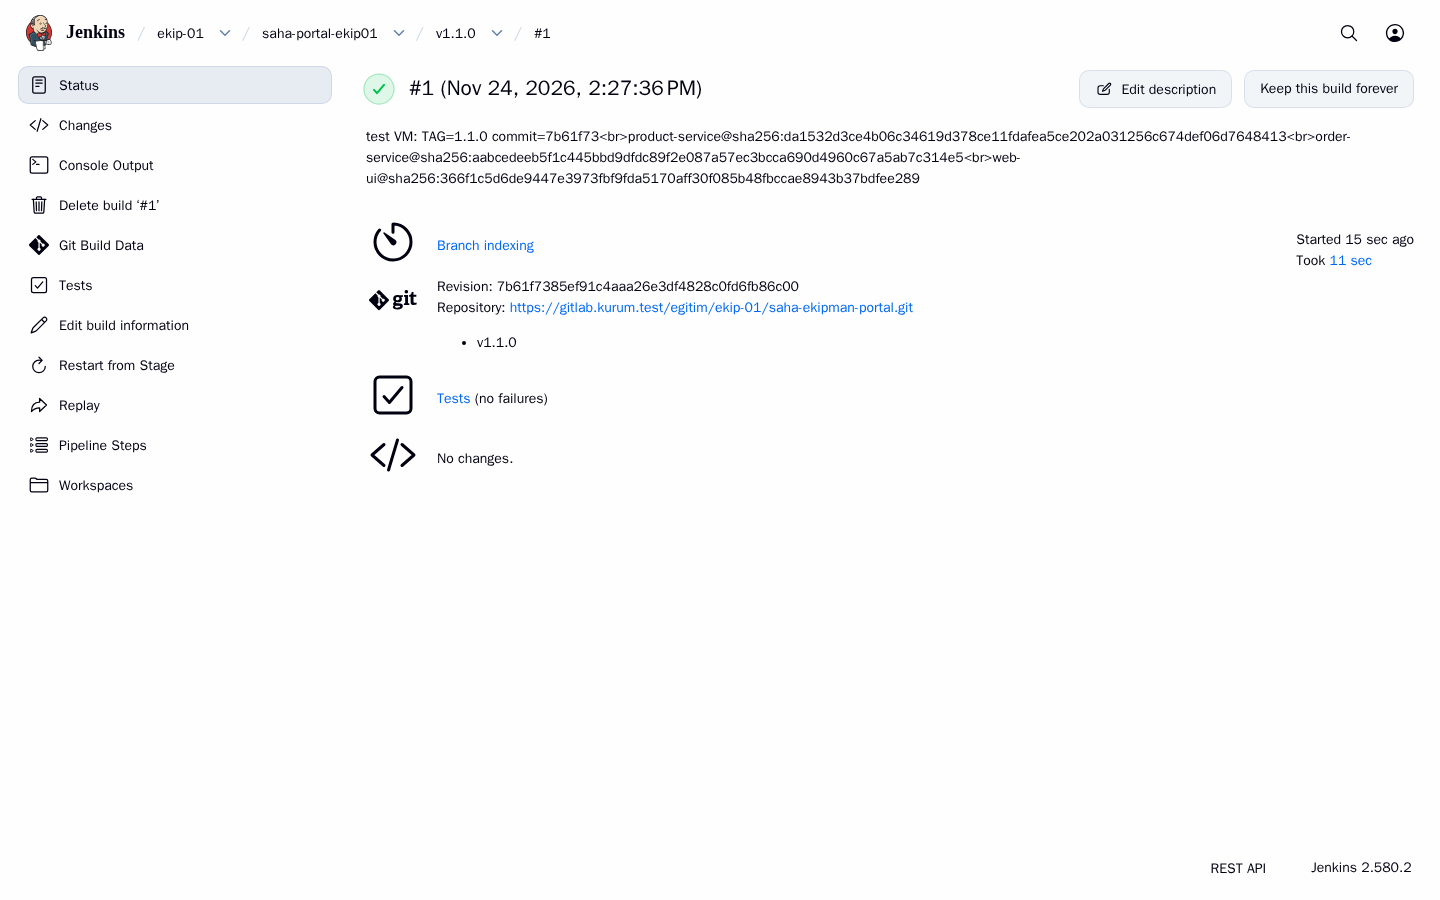 Jenkins / ekip-01 / saha-portal-ekip01 / v1.1.0 / #1
Status
Changes
Console Output
Delete build ‘#1’
Git Build Data
Tests
Edit build information
Restart from Stage
Replay
Pipeline Steps
Workspaces
#1 (Nov 24, 2026, 2:27:36 PM)
Edit description
Keep this build forever
test VM: TAG=1.1.0 commit=7b61f73<br>product-service@sha256:da1532d3ce4b06c34619d378ce11fdafea5ce202a031256c674def06d7648413<br>order-
service@sha256:aabcedeeb5f1c445bbd9dfdc89f2e087a57ec3bcca690d4960c67a5ab7c314e5<br>web-
ui@sha256:366f1c5d6de9447e3973fbf9fda5170aff30f085b48fbccae8943b37bdfee289
Branch indexing
Started 15 sec ago
Took 11 sec
git
Revision: 7b61f7385ef91c4aaa26e3df4828c0fd6fb86c00
Repository: https://gitlab.kurum.test/egitim/ekip-01/saha-ekipman-portal.git
• v1.1.0
Tests (no failures)
No changes.
REST API
Jenkins 2.580.2